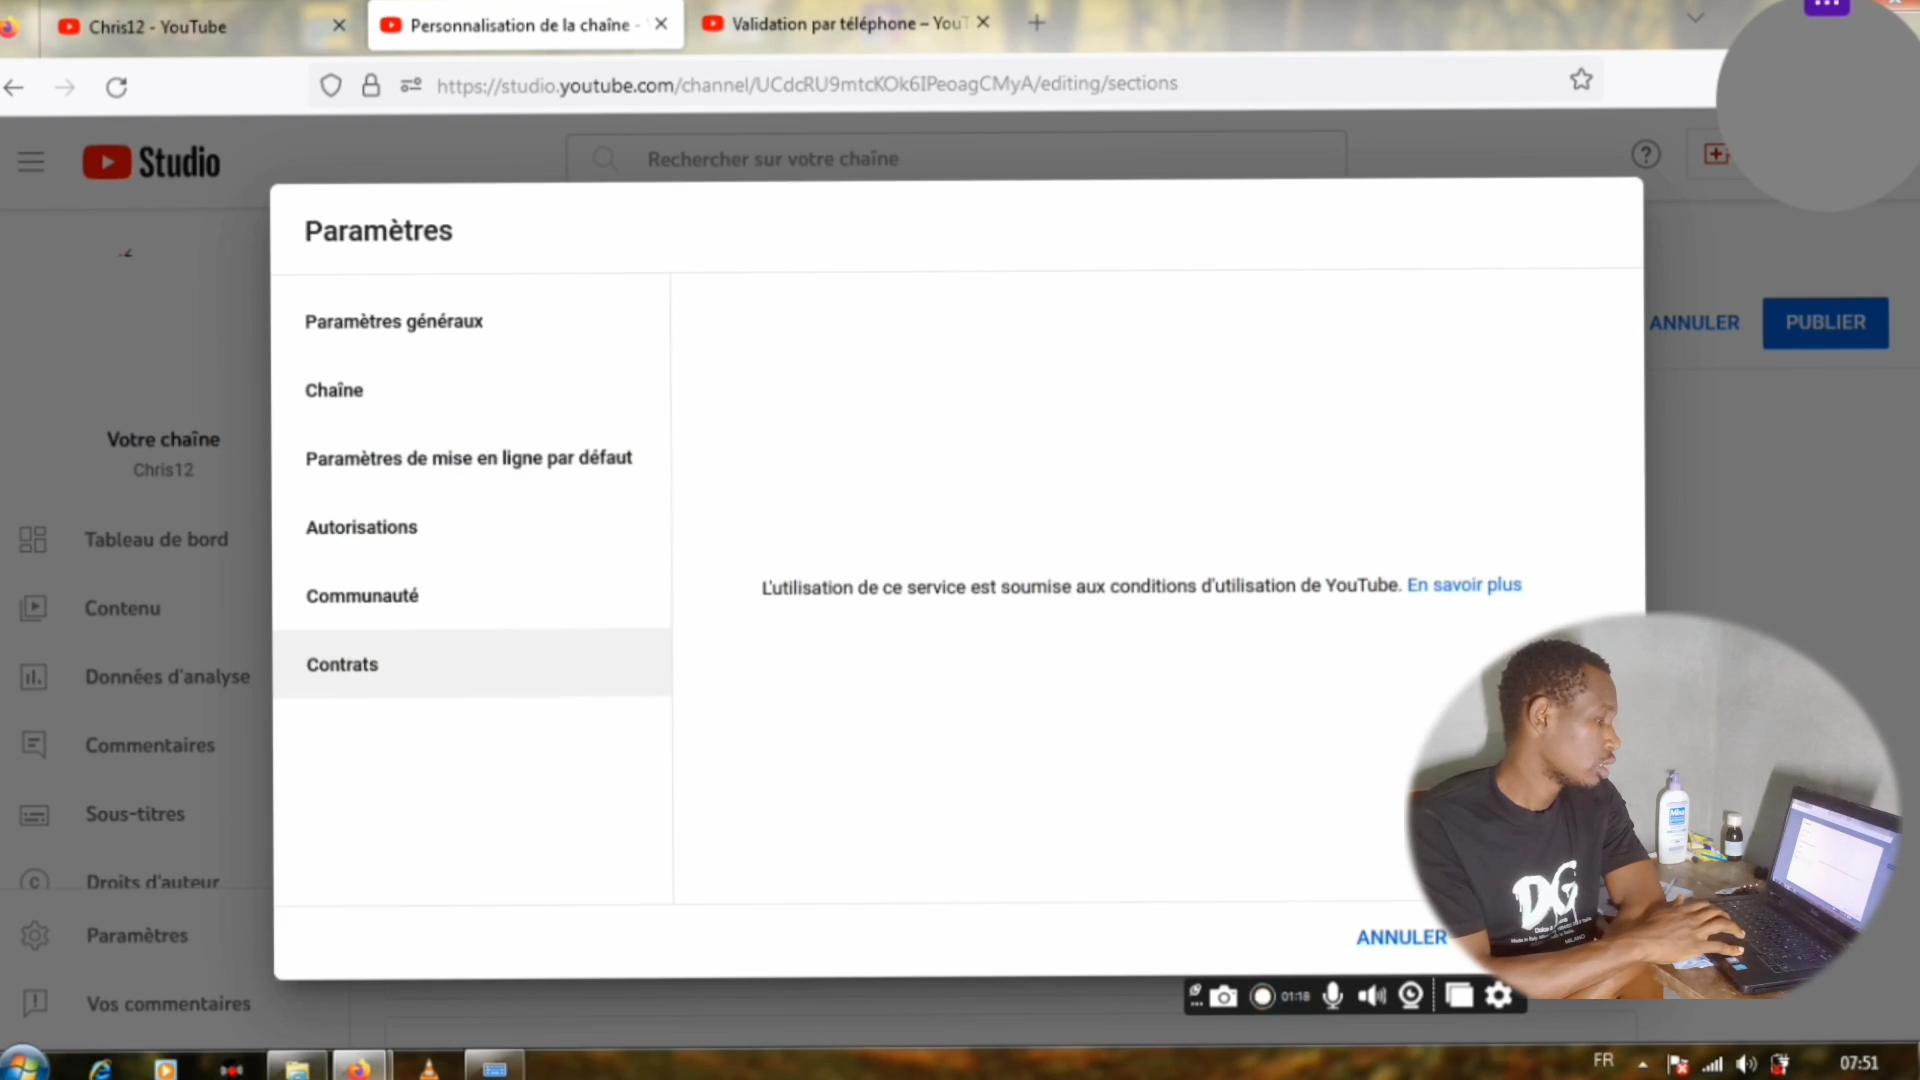 Chris12 - YouTube
Personnalisation de la chaîne -
Validation par téléphone – YouT
https://studio.youtube.com/channel/UCdcRU9mtcKOk6IPeoagCMyA/editing/sections
Studio
Rechercher sur votre chaîne
Paramètres
Paramètres généraux
Chaîne
Paramètres de mise en ligne par défaut
Autorisations
Communauté
Contrats
L'utilisation de ce service est soumise aux conditions d'utilisation de YouTube. En savoir plus
ANNULER
ANNULER
PUBLIER
Votre chaîne
Chris12
Tableau de bord
Contenu
Données d'analyse
Commentaires
Sous-titres
Droits d'auteur
Paramètres
Vos commentaires
DG
MILANO
01:18
FR
07:51